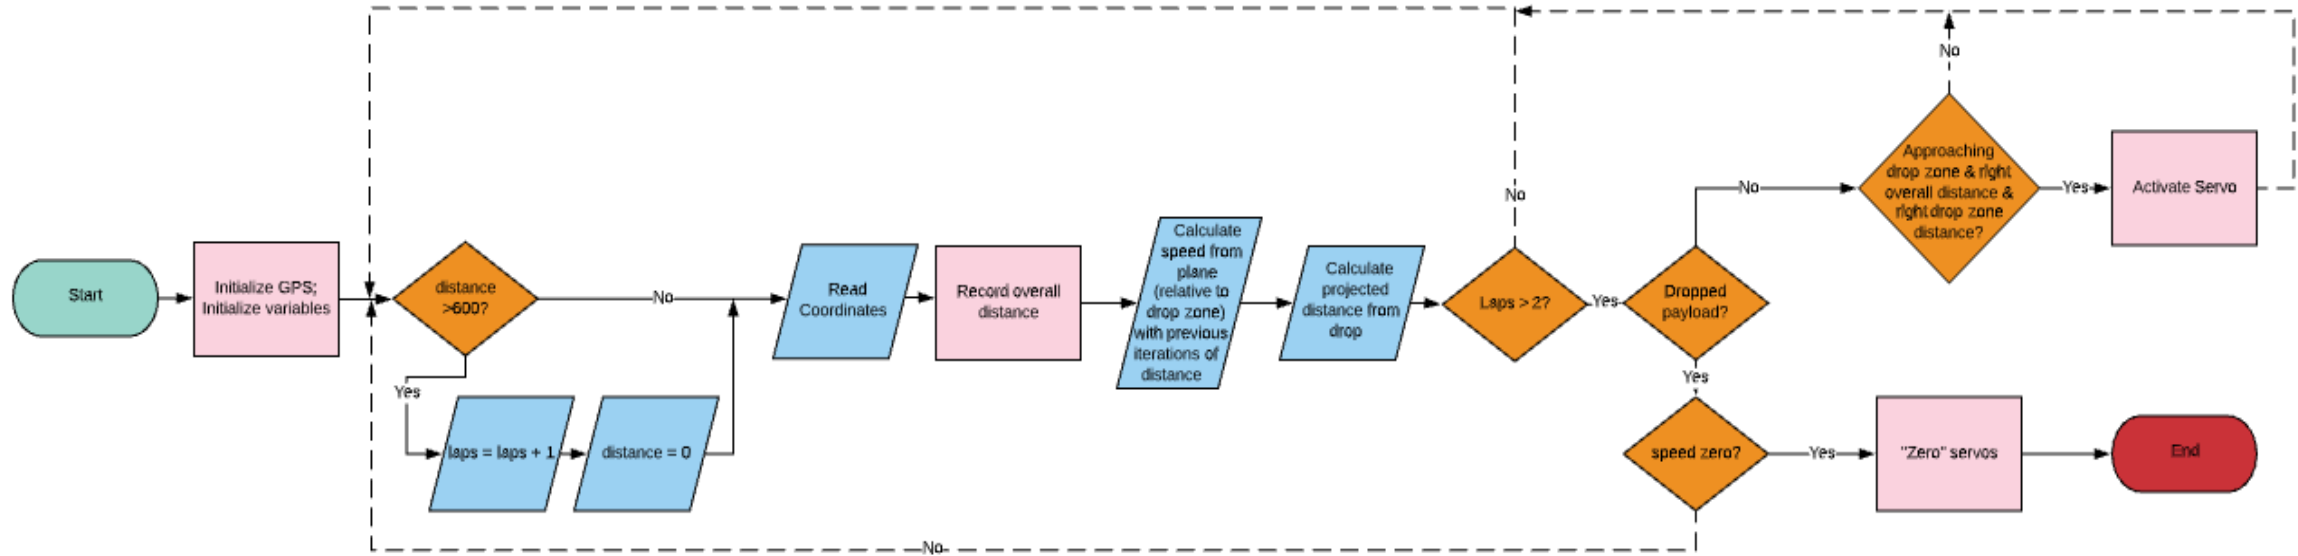 Start
Initialize GPS;
Initialize variables
distance
>600?
Yes
laps = laps + 1
distance = 0
No
Read
Coordinates
Record overall
distance
Calculate
speed from
plane
(relative to
drop zone)
with previous
iterations of
distance
Calculate
projected
distance from
drop
Laps > 2?
No
Yes
Dropped
payload?
No
Approaching
drop zone & right
overall distance &
right drop zone
distance?
No
Yes
Activate Servo
Yes
speed zero?
No
Yes
"Zero" servos
End